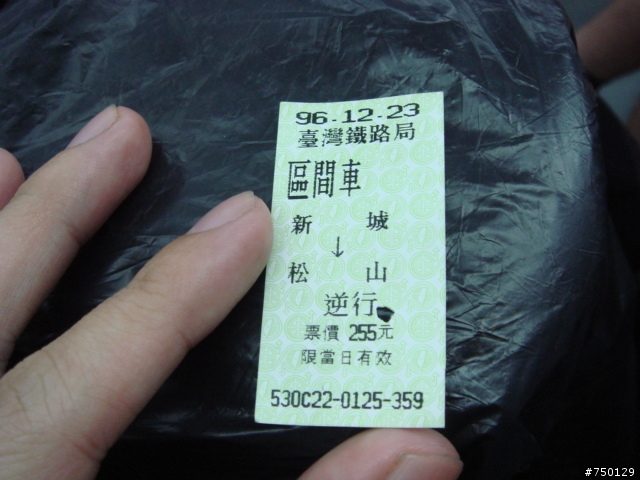 96.12.23
臺灣鐵路局
區間車
新 城
↓
松 山
逆行
票價 255元
限當日有效
530C22-0125-359
#750129